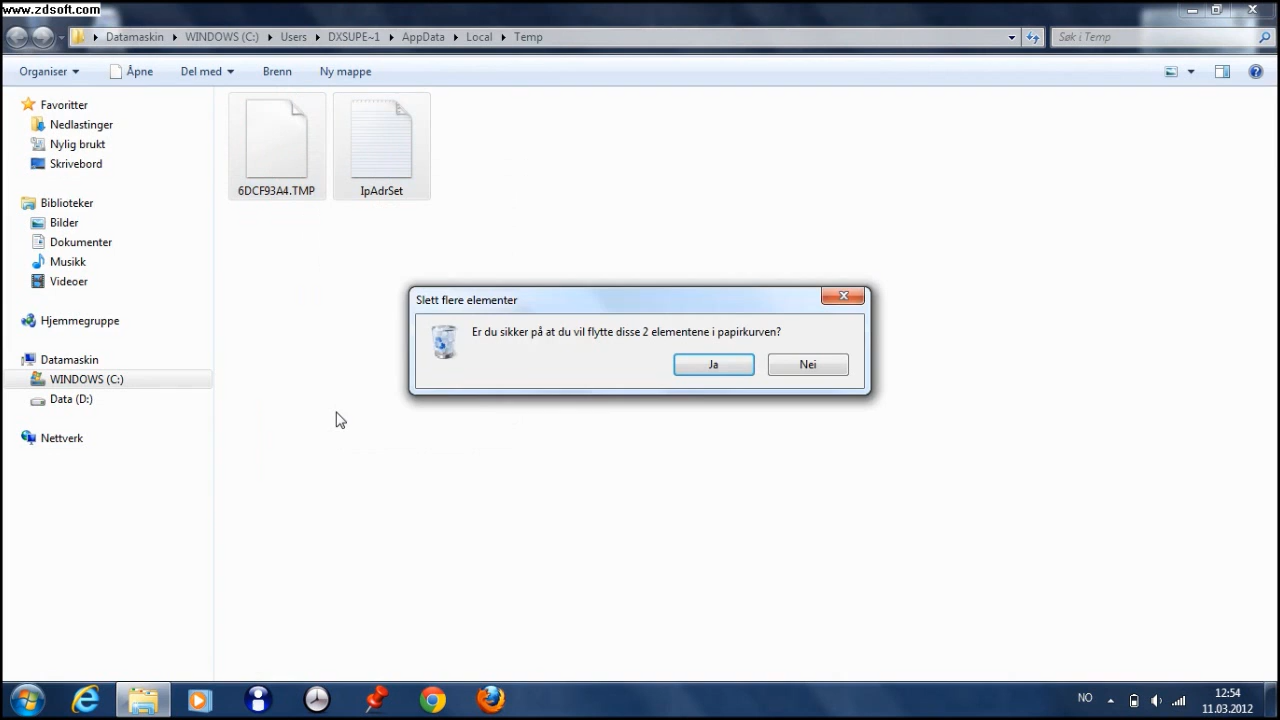 www.zdsoft.com
Datamaskin WINDOWS (C:) Users DXSUPE~1 AppData Local Temp
Søk i Temp
Organiser Åpne Del med Brenn Ny mappe
Favoritter
Nedlastinger
Nylig brukt
Skrivebord
Biblioteker
Bilder
Dokumenter
Musikk
Videoer
Hjemmegruppe
Datamaskin
WINDOWS (C:)
Data (D:)
Nettverk
6DCF93A4.TMP
IpAdrSet
Slett flere elementer
Er du sikker på at du vil flytte disse 2 elementene i papirkurven?
Ja Nei
NO
12:54
11.03.2012